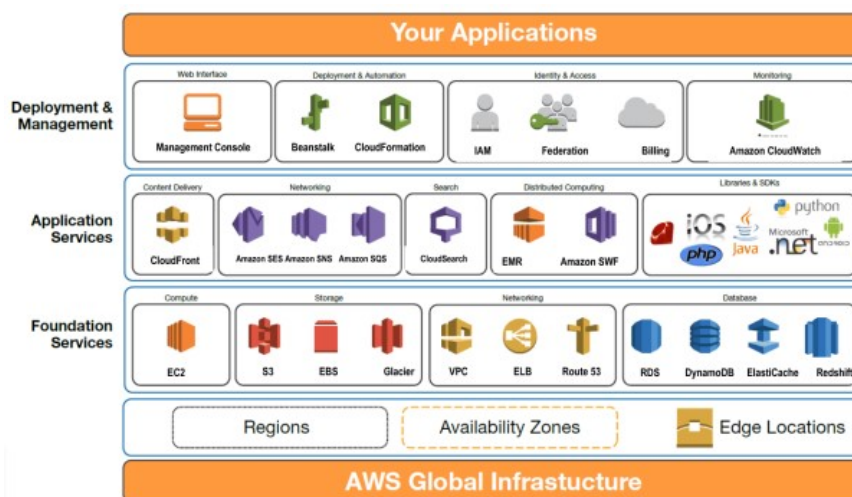 Your Applications
Deployment &
Management
Web Interface
Management Console
Deployment & Automation
Beanstalk
CloudFormation
Identity & Access
IAM
Federation
Billing
Monitoring
Amazon CloudWatch
Application
Services
Content Delivery
CloudFront
Networking
Amazon SES
Amazon SNS
Amazon SQS
Search
CloudSearch
Distributed Computing
EMR
Amazon SWF
Libraries & SDKs
iOS
php
Java
python
Microsoft
.net
ANDROID
Foundation
Services
Compute
EC2
Storage
S3
EBS
Glacier
Networking
VPC
ELB
Route 53
Database
RDS
DynamoDB
ElastiCache
Redshift
Regions
Availability Zones
Edge Locations
AWS Global Infrastucture